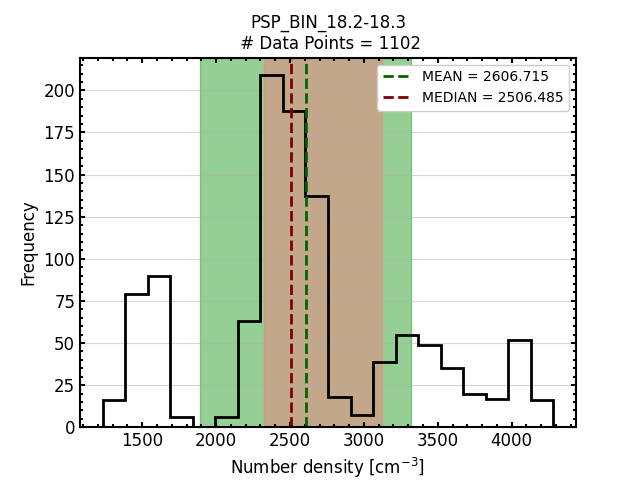 PSP_BIN_18.2-18.3
# Data Points = 1102
MEAN = 2606.715
MEDIAN = 2506.485
Frequency
200
175
150
125
100
75
50
25
0
1500 2000 2500 3000 3500 4000
Number density [cm⁻³]